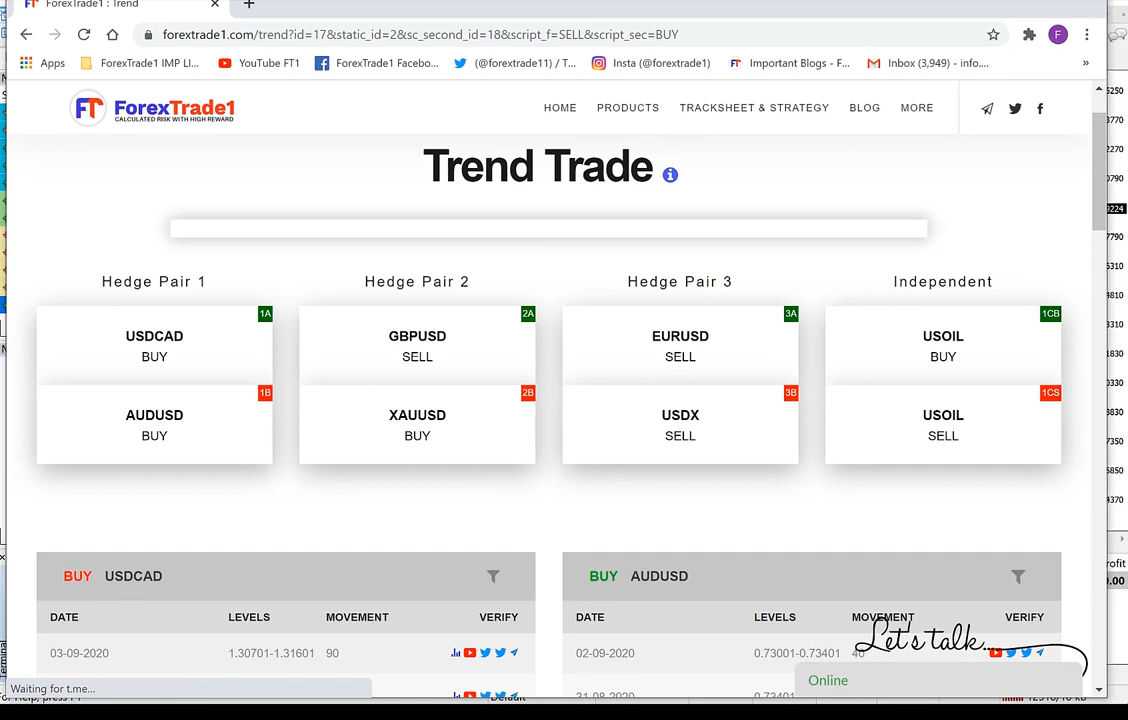 ForexTrade1 : Trend
forextrade1.com/trend?id=17&static_id=2&sc_second_id=18&script_f=SELL&script_sec=BUY
F
Apps ForexTrade1 IMP LI... YouTube FT1 ForexTrade1 Facebo... (@forextrade11) / T... Insta (@forextrade1) Important Blogs - F... Inbox (3,949) - info.... »
FT ForexTrade1
CALCULATED RISK WITH HIGH REWARD
HOME PRODUCTS TRACKSHEET & STRATEGY BLOG MORE
Trend Trade
Hedge Pair 1 Hedge Pair 2 Hedge Pair 3 Independent
1A 2A 3A 1CB
USDCAD GBPUSD EURUSD USOIL
BUY SELL SELL BUY
1B 2B 3B 1CS
AUDUSD XAUUSD USDX USOIL
BUY BUY SELL SELL
BUY USDCAD BUY AUDUSD
DATE LEVELS MOVEMENT VERIFY DATE LEVELS MOVEMENT VERIFY
03-09-2020 1.30701-1.31601 90 02-09-2020 0.73001-0.73401 40
Let's talk...
Online
Waiting for t.me...
31-08-2020 0.73401